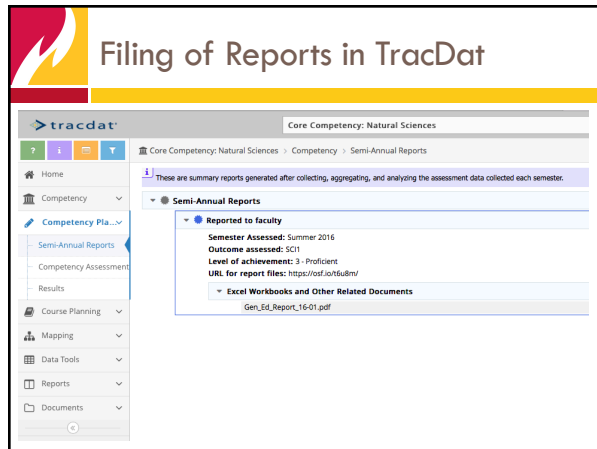 Filing of Reports in TracDat
tracdat
Core Competency: Natural Sciences
? i
Core Competency: Natural Sciences > Competency > Semi-Annual Reports
Home
i These are summary reports generated after collecting, aggregating, and analyzing the assessment data collected each semester.
Competency
Semi-Annual Reports
Competency Pla...
Reported to faculty
Semester Assessed: Summer 2016
Semi-Annual Reports
Outcome assessed: SCI1
Level of achievement: 3 - Proficient
Competency Assessment
URL for report files: https://osf.io/t6u8m/
Results
Excel Workbooks and Other Related Documents
Gen_Ed_Report_16-01.pdf
Course Planning
Mapping
Data Tools
Reports
Documents